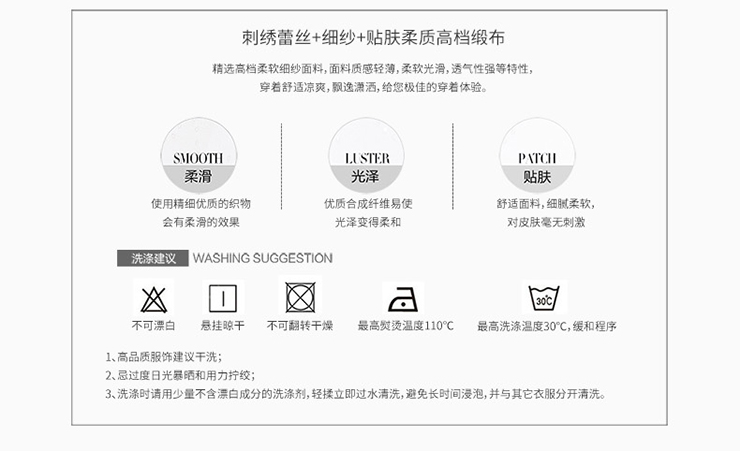 刺绣蕾丝+细纱+贴肤柔质高档缎布
精选高档柔软细纱面料,面料质感轻薄,柔软光滑,透气性强等特性,
穿着舒适凉爽,飘逸潇洒,给您极佳的穿着体验。
SMOOTH
柔滑
使用精细优质的织物
会有柔滑的效果
LUSTER
光泽
优质合成纤维易使
光泽变得柔和
PATCH
贴肤
舒适面料,细腻柔软,
对皮肤毫无刺激
洗涤建议 WASHING SUGGESTION
30℃
不可漂白 悬挂晾干 不可翻转干燥 最高熨烫温度110℃ 最高洗涤温度30℃,缓和程序
1、高品质服饰建议干洗;
2、忌过度日光暴晒和用力拧绞;
3、洗涤时请用少量不含漂白成分的洗涤剂,轻揉立即过水清洗,避免长时间浸泡,并与其它衣服分开清洗。